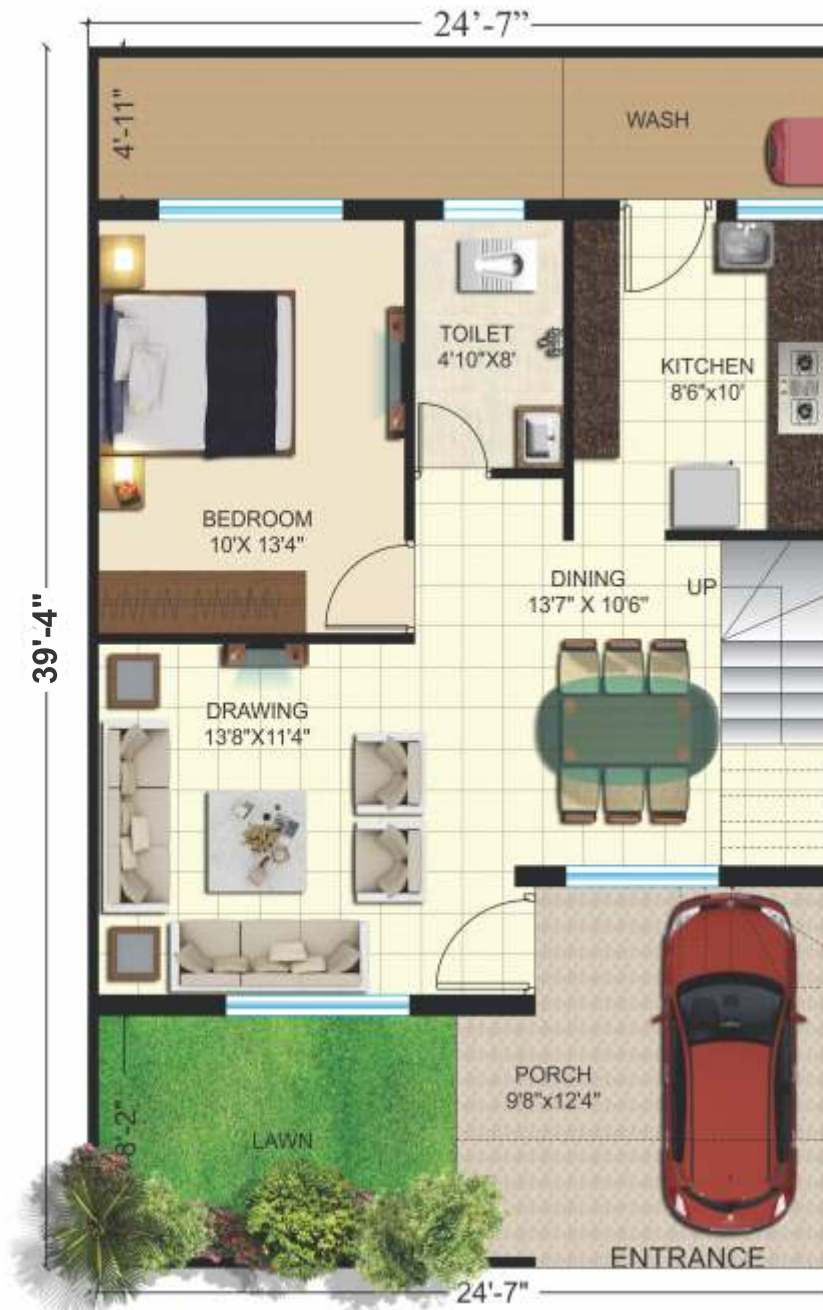 24'-7"
4'-11"
WASH
TOILET
4'10"X8'
KITCHEN
8'6"x10'
BEDROOM
10'X 13'4"
DINING
13'7" X 10'6"
UP
39'-4"
DRAWING
13'8"X11'4"
PORCH
9'8"x12'4"
8'-2"
LAWN
ENTRANCE
24'-7"